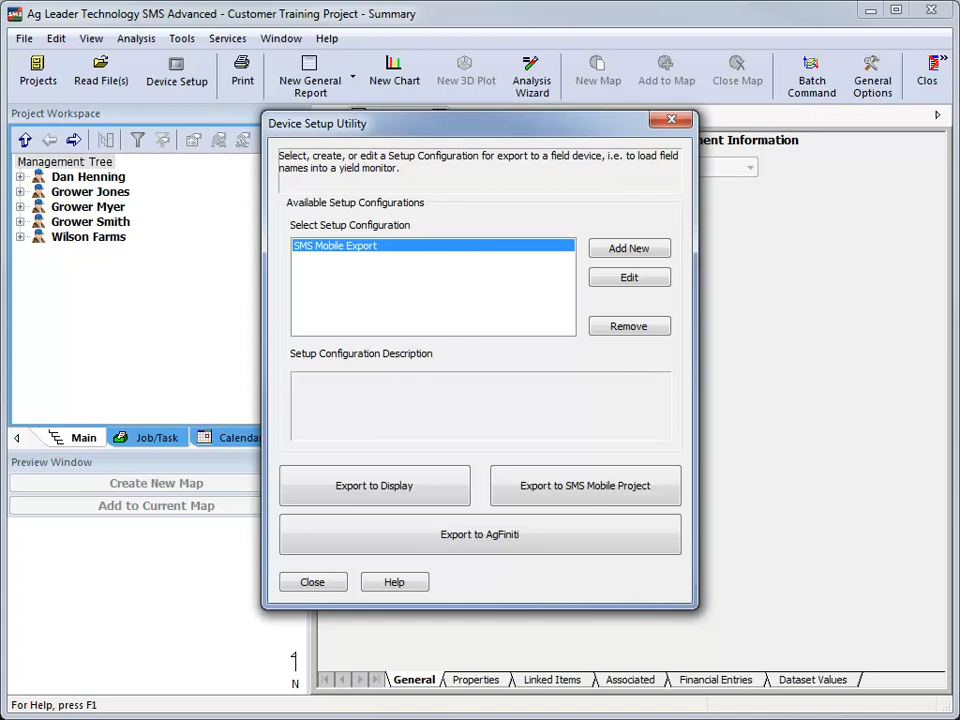 Ag Leader Technology SMS Advanced - Customer Training Project - Summary
File Edit View Analysis Tools Services Window Help
Projects Read File(s) Device Setup Print New General Report New Chart New 3D Plot Analysis Wizard New Map Add to Map Close Map Batch Command General Options Clos
Project Workspace
Management Tree
Dan Henning
Grower Jones
Grower Myer
Grower Smith
Wilson Farms
Main Job/Task Calenda
Preview Window
Create New Map
Add to Current Map
N
Device Setup Utility
Select, create, or edit a Setup Configuration for export to a field device, i.e. to load field
names into a yield monitor.
Available Setup Configurations
Select Setup Configuration
SMS Mobile Export
Add New
Edit
Remove
Setup Configuration Description
Export to Display Export to SMS Mobile Project
Export to AgFiniti
Close Help
ment Information
General Properties Linked Items Associated Financial Entries Dataset Values
For Help, press F1